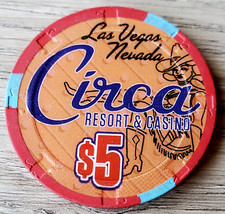 Las Vegas
Nevada
Circa
RESORT & CASINO
$5